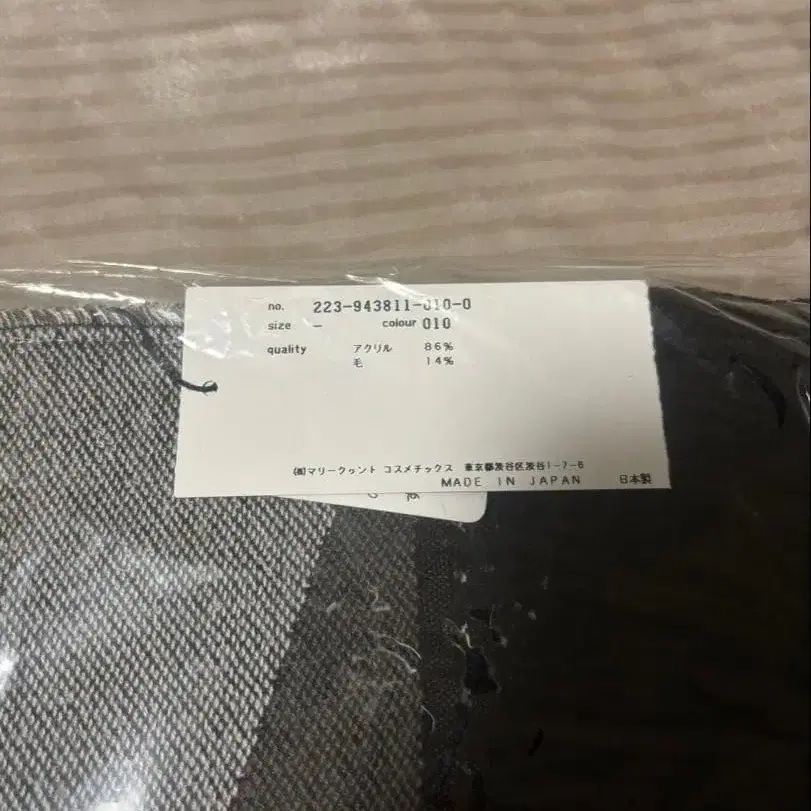 no. 223-943811-010-0
size - colour 010
quality アクリル 86%
毛 14%
㈱マリークヮント コスメチックス 東京都渋谷区渋谷1-7-6
MADE IN JAPAN 日本製